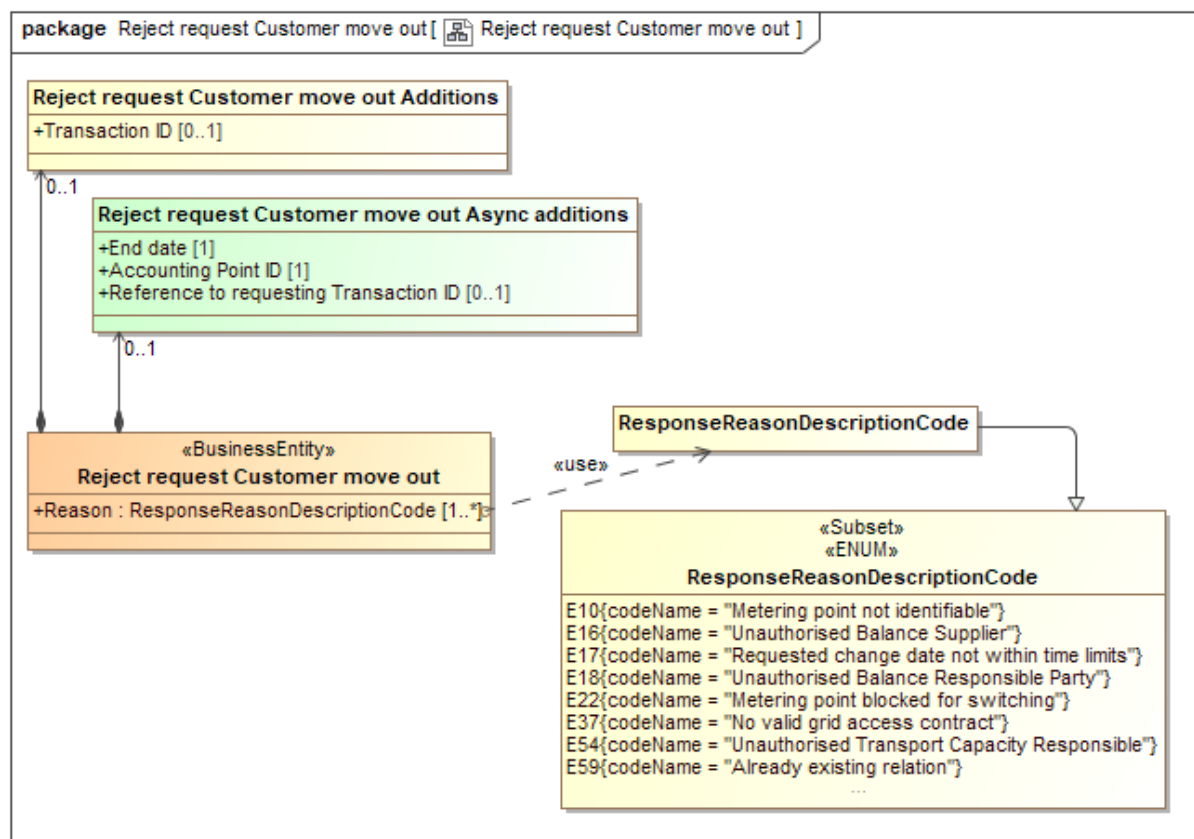 package Reject request Customer move out[ Reject request Customer move out ]
Reject request Customer move out Additions
+Transaction ID [0..1]
0..1
Reject request Customer move out Async additions
+End date [1]
+Accounting Point ID [1]
+Reference to requesting Transaction ID [0..1]
0..1
ResponseReasonDescriptionCode
«use»
«BusinessEntity»
Reject request Customer move out
+Reason : ResponseReasonDescriptionCode [1..*]
«Subset»
«ENUM»
ResponseReasonDescriptionCode
E10{codeName = "Metering point not identifiable"}
E16{codeName = "Unauthorised Balance Supplier"}
E17{codeName = "Requested change date not within time limits"}
E18{codeName = "Unauthorised Balance Responsible Party"}
E22{codeName = "Metering point blocked for switching"}
E37{codeName = "No valid grid access contract"}
E54{codeName = "Unauthorised Transport Capacity Responsible"}
E59{codeName = "Already existing relation"}
...